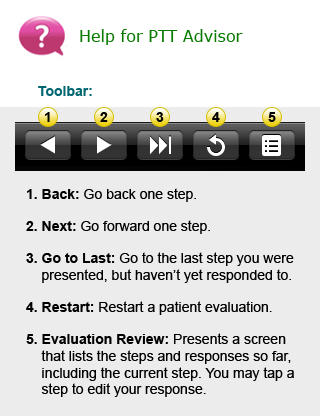 ?
Help for PTT Advisor
Toolbar:
1 2 3 4 5
1. Back: Go back one step.
2. Next: Go forward one step.
3. Go to Last: Go to the last step you were
presented, but haven't yet responded to.
4. Restart: Restart a patient evaluation.
5. Evaluation Review: Presents a screen
that lists the steps and responses so far,
including the current step. You may tap a
step to edit your response.